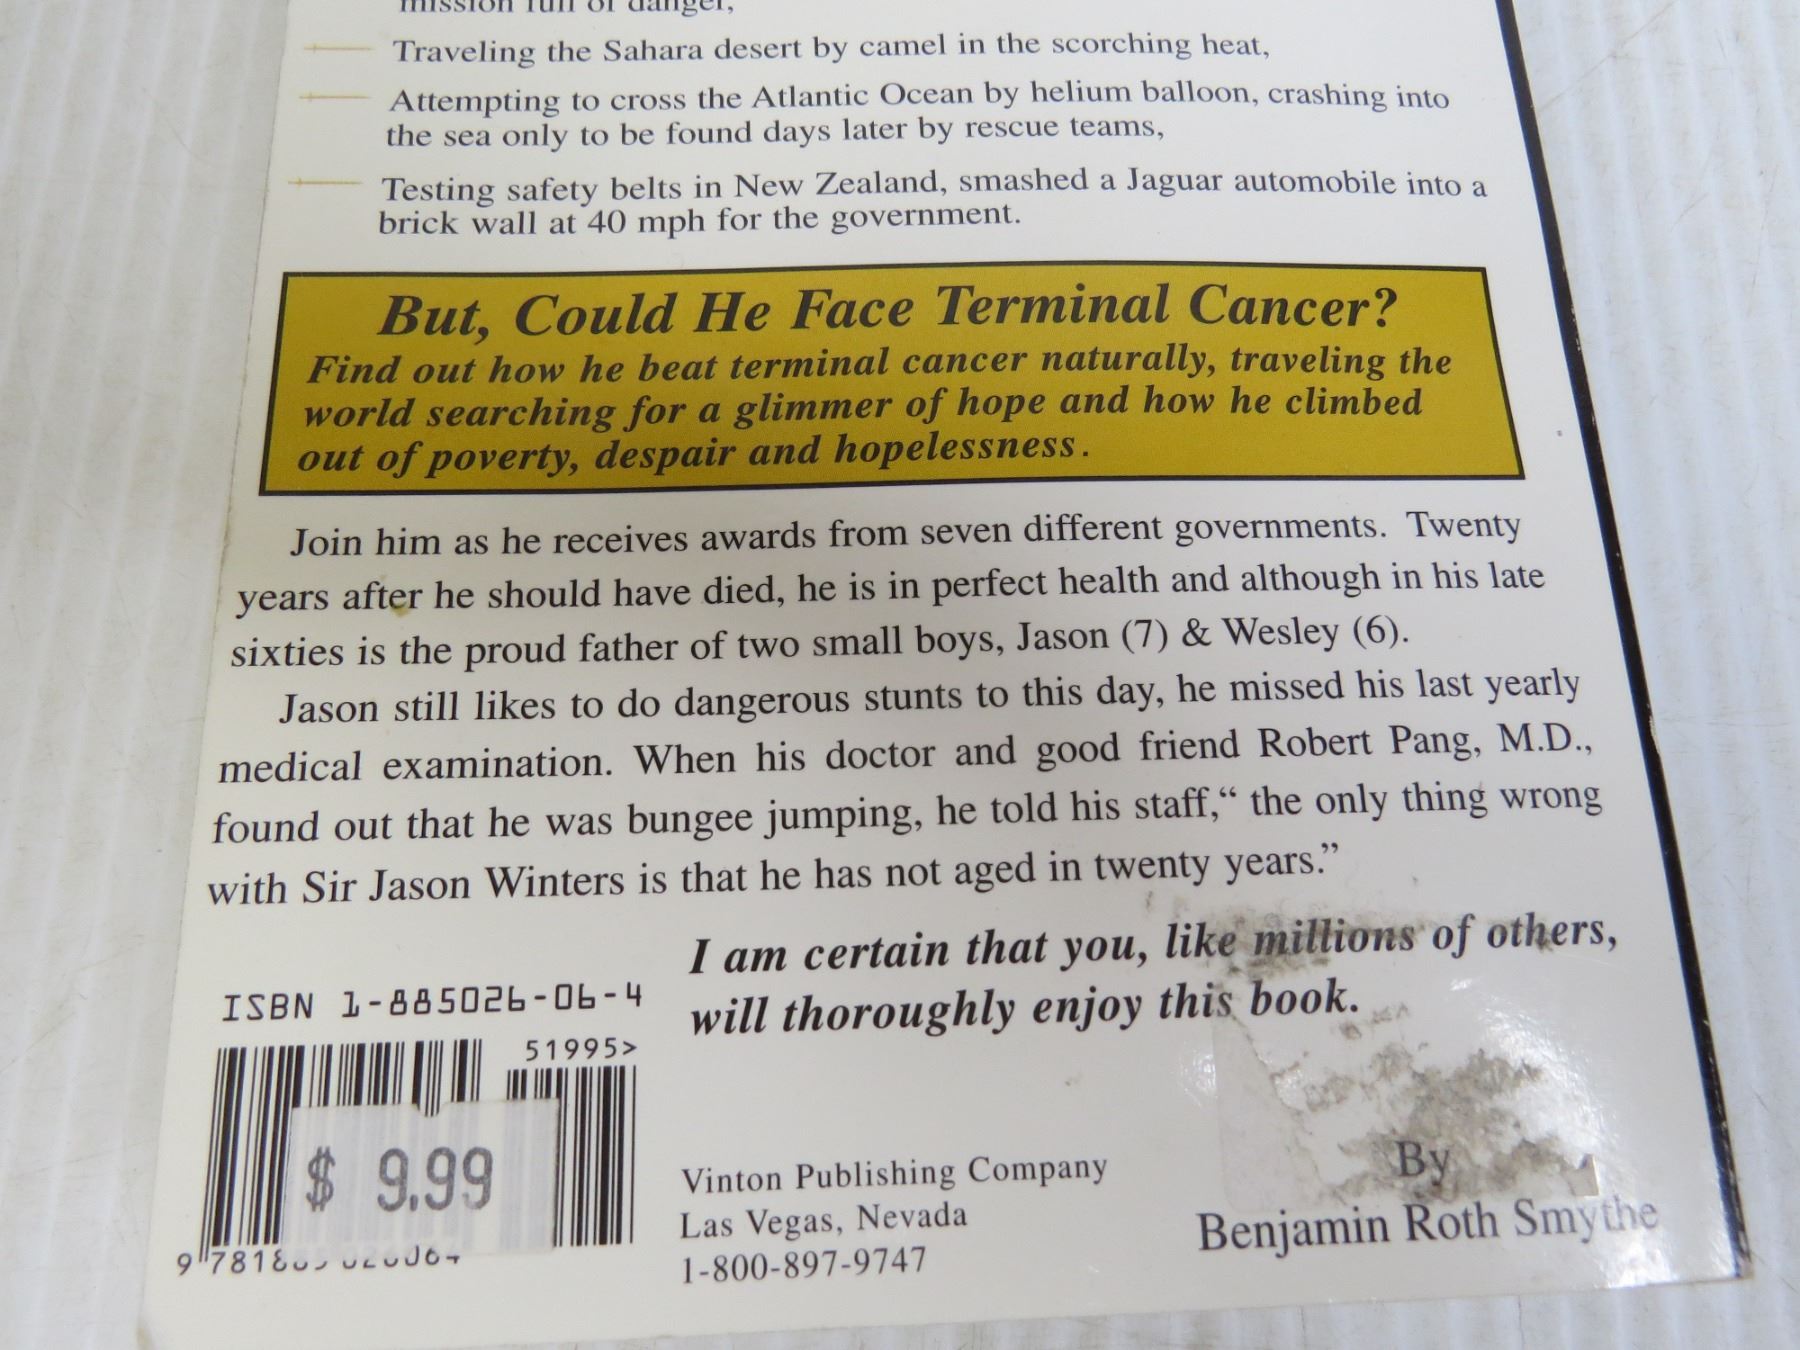 mission full of danger,
Traveling the Sahara desert by camel in the scorching heat,
Attempting to cross the Atlantic Ocean by helium balloon, crashing into
the sea only to be found days later by rescue teams,
Testing safety belts in New Zealand, smashed a Jaguar automobile into a
brick wall at 40 mph for the government.
But, Could He Face Terminal Cancer?
Find out how he beat terminal cancer naturally, traveling the
world searching for a glimmer of hope and how he climbed
out of poverty, despair and hopelessness.
Join him as he receives awards from seven different governments. Twenty
years after he should have died, he is in perfect health and although in his late
sixties is the proud father of two small boys, Jason (7) & Wesley (6).
Jason still likes to do dangerous stunts to this day, he missed his last yearly
medical examination. When his doctor and good friend Robert Pang, M.D.,
found out that he was bungee jumping, he told his staff,“ the only thing wrong
with Sir Jason Winters is that he has not aged in twenty years.”
I am certain that you, like millions of others,
will thoroughly enjoy this book.
ISBN 1-885026-06-4
51995>
$ 9.99
Vinton Publishing Company
Las Vegas, Nevada
1-800-897-9747
By
Benjamin Roth Smythe